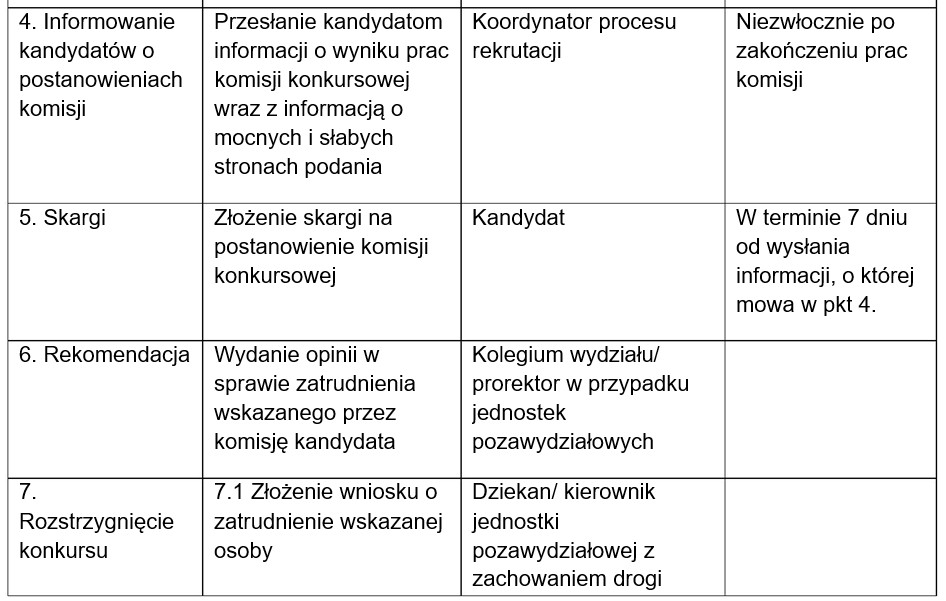 4. Informowanie
kandydatów o
postanowieniach
komisji
Przesłanie kandydatom
informacji o wyniku prac
komisji konkursowej
wraz z informacją o
mocnych i słabych
stronach podania
Koordynator procesu
rekrutacji
Niezwłocznie po
zakończeniu prac
komisji
5. Skargi
Złożenie skargi na
postanowienie komisji
konkursowej
Kandydat
W terminie 7 dniu
od wysłania
informacji, o której
mowa w pkt 4.
6. Rekomendacja
Wydanie opinii w
sprawie zatrudnienia
wskazanego przez
komisję kandydata
Kolegium wydziału/
prorektor w przypadku
jednostek
pozawydziałowych
7.
Rozstrzygnięcie
konkursu
7.1 Złożenie wniosku o
zatrudnienie wskazanej
osoby
Dziekan/ kierownik
jednostki
pozawydziałowej z
zachowaniem drogi